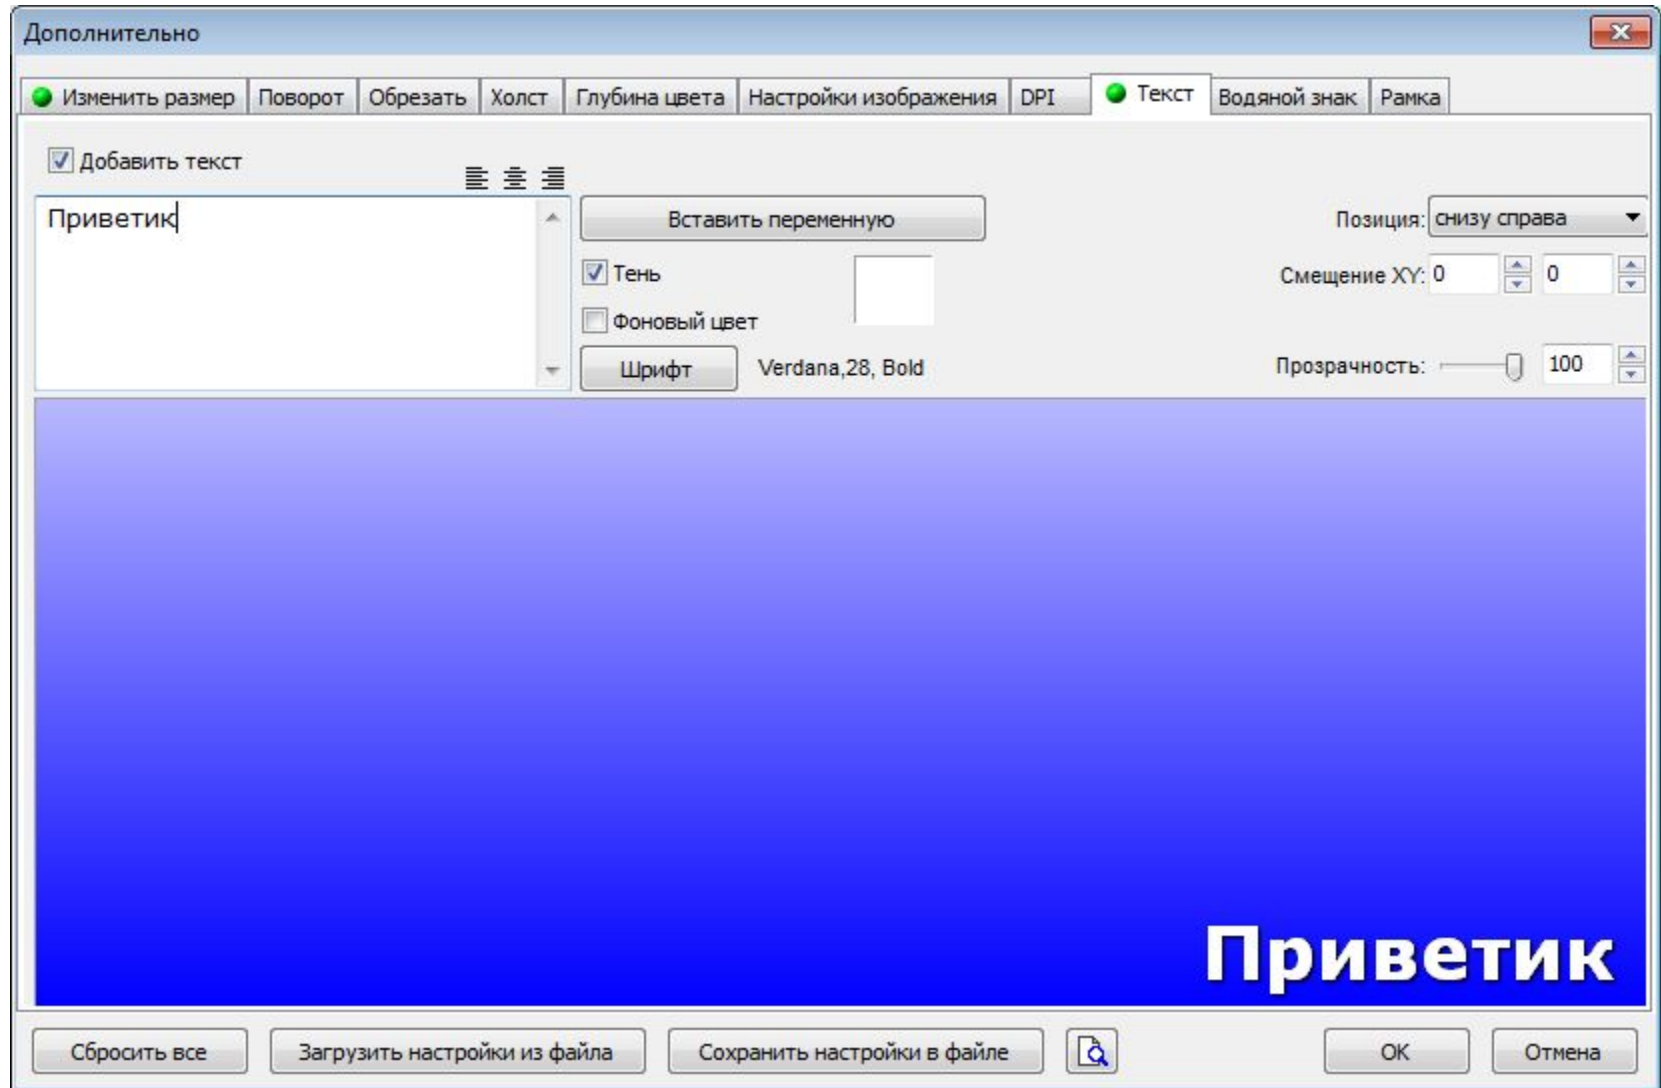 Дополнительно
Изменить размер Поворот Обрезать Холст Глубина цвета Настройки изображения DPI Текст Водяной знак Рамка
Добавить текст
Приветик
Вставить переменную
Позиция: снизу справа
Тень
Смещение XY: 0 0
Фоновый цвет
Шрифт Verdana,28, Bold
Прозрачность: 100
Приветик
Сбросить все Загрузить настройки из файла Сохранить настройки в файле OK Отмена